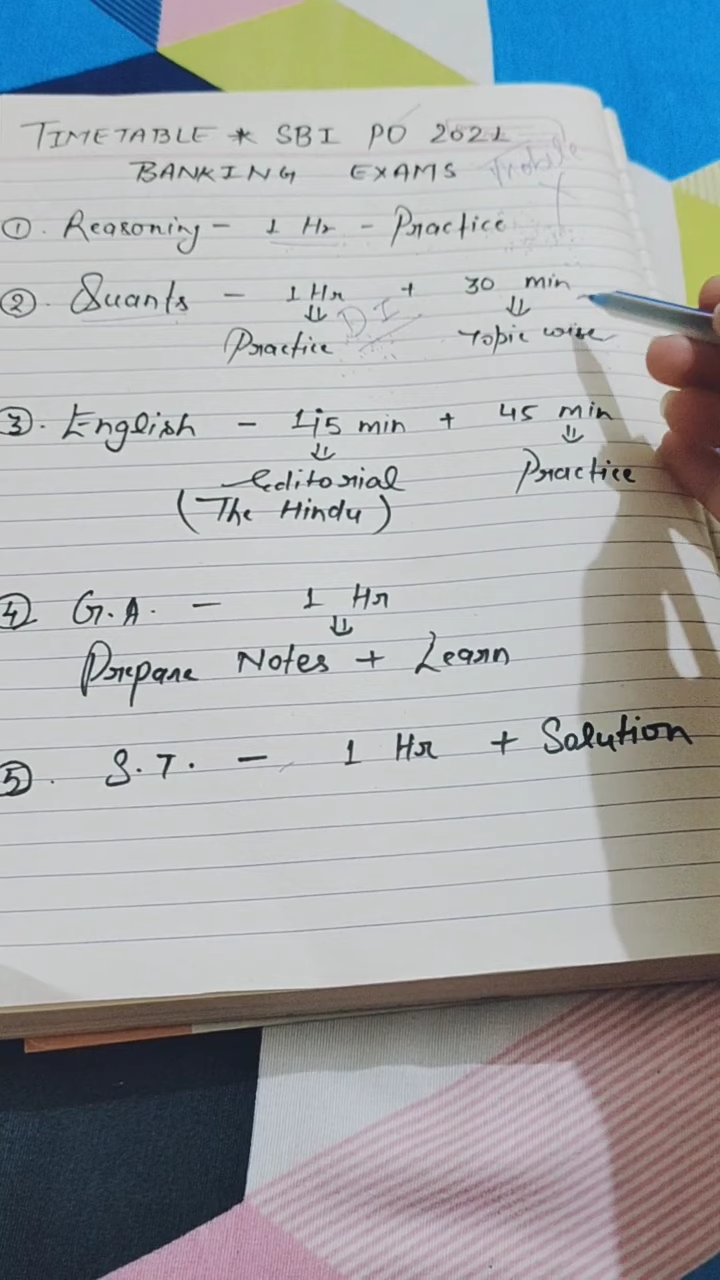 TIMETABLE * SBI PO 2021
BANKING EXAMS
①. Reasoning - 1 Hr - Practice
②. Quants - 1 Hr + 30 min
⇓ ⇓
Practice Topic wise
③. English - 15 min + 45 min
⇓ ⇓
Editorial Practice
(The Hindu)
④ G.A. - 1 Hr
⇓
Prepare Notes + Learn
⑤. S.T. - 1 Hr + Solution